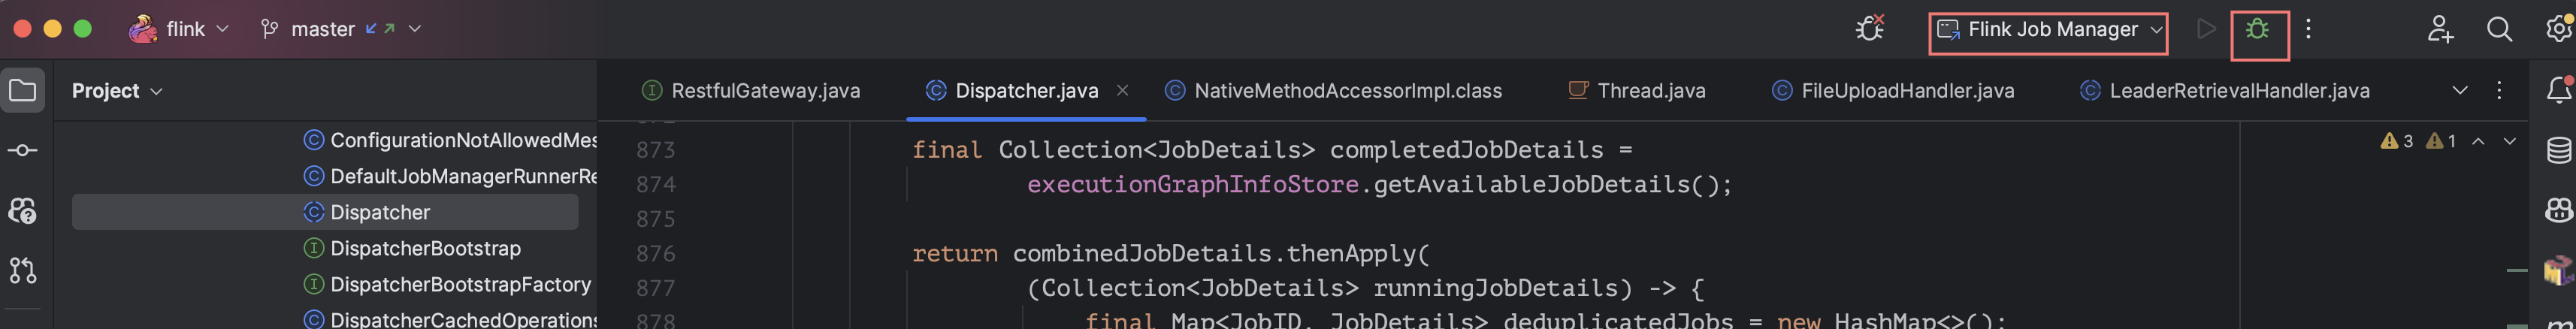 flink master Flink Job Manager
Project RestfulGateway.java Dispatcher.java NativeMethodAccessorImpl.class Thread.java FileUploadHandler.java LeaderRetrievalHandler.java
ConfigurationNotAllowedMes
DefaultJobManagerRunnerRe
Dispatcher
DispatcherBootstrap
DispatcherBootstrapFactory
DispatcherCachedOperations
3 1
873 final Collection<JobDetails> completedJobDetails =
874 executionGraphInfoStore.getAvailableJobDetails();
875
876 return combinedJobDetails.thenApply(
877 (Collection<JobDetails> runningJobDetails) -> {
878 final Map<JobID, JobDetails> deduplicatedJobs = new HashMap<>();